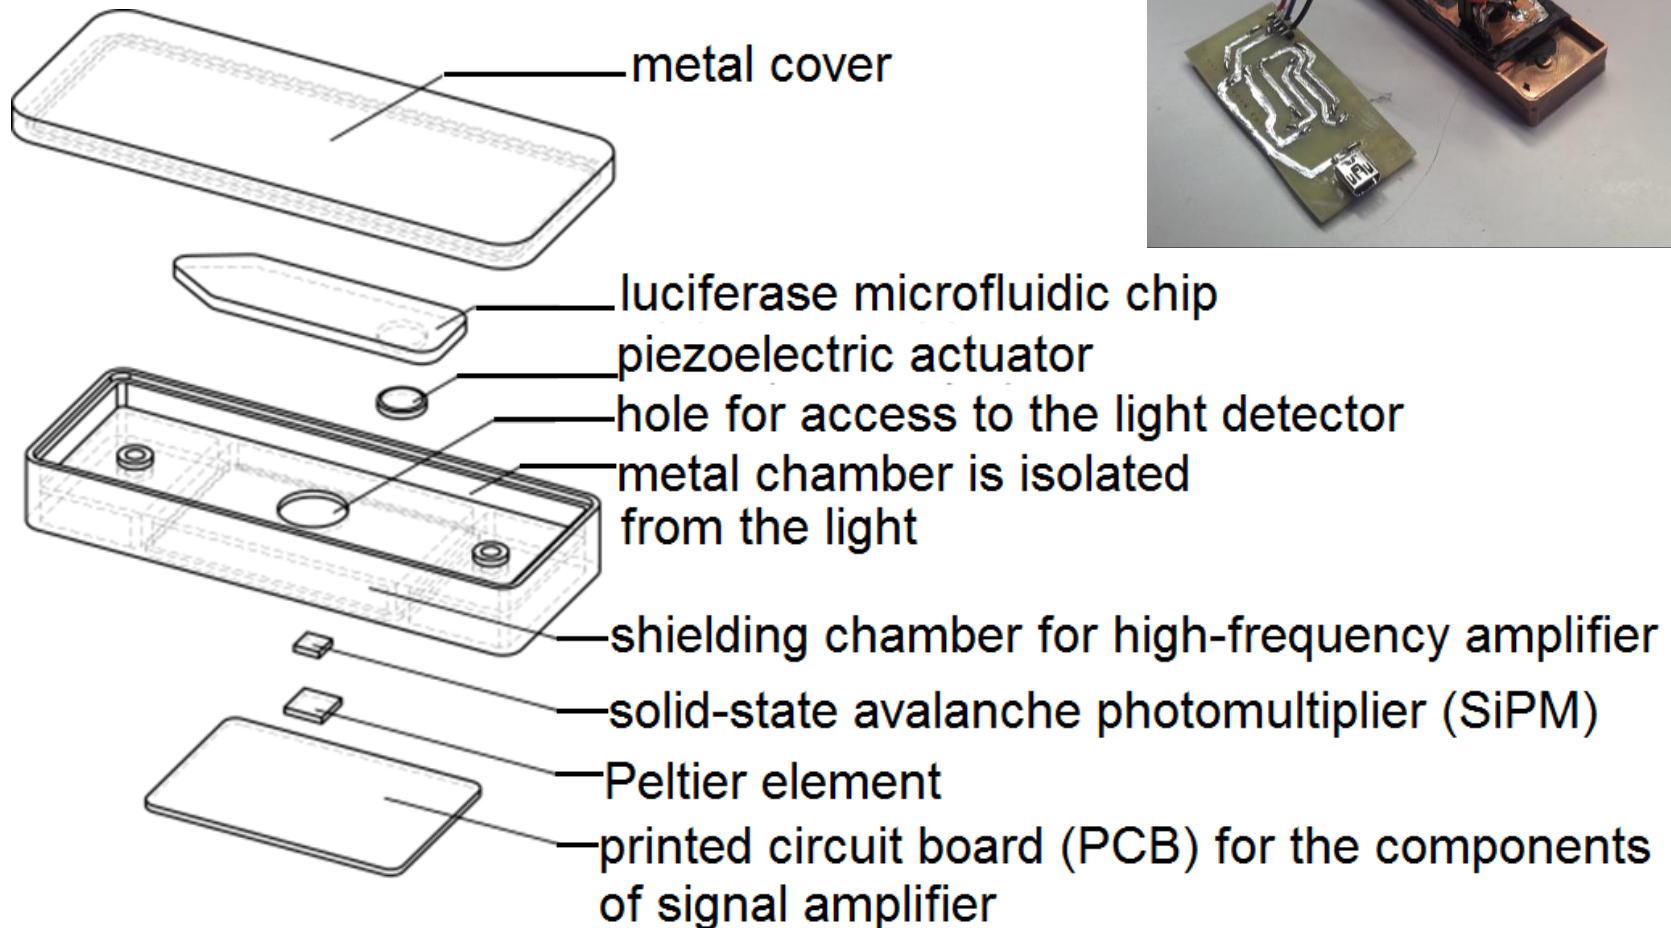 metal cover
luciferase microfluidic chip
piezoelectric actuator
hole for access to the light detector
metal chamber is isolated
from the light
shielding chamber for high-frequency amplifier
solid-state avalanche photomultiplier (SiPM)
Peltier element
printed circuit board (PCB) for the components
of signal amplifier